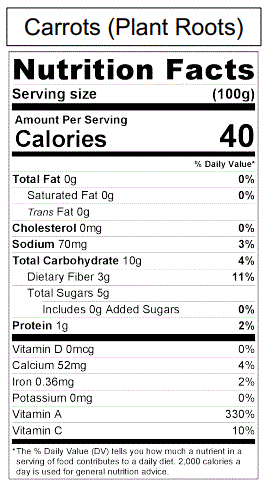 Carrots (Plant Roots)
Nutrition Facts
Serving size (100g)
Amount Per Serving
Calories 40
% Daily Value*
Total Fat 0g 0%
Saturated Fat 0g 0%
Trans Fat 0g
Cholesterol 0mg 0%
Sodium 70mg 3%
Total Carbohydrate 10g 4%
Dietary Fiber 3g 11%
Total Sugars 5g
Includes 0g Added Sugars 0%
Protein 1g 2%
Vitamin D 0mcg 0%
Calcium 52mg 4%
Iron 0.36mg 2%
Potassium 0mg 0%
Vitamin A 330%
Vitamin C 10%
*The % Daily Value (DV) tells you how much a nutrient in a
serving of food contributes to a daily diet. 2,000 calories a
day is used for general nutrition advice.